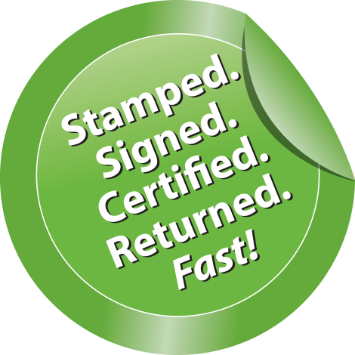 Stamped.
Signed.
Certified.
Returned.
Fast!